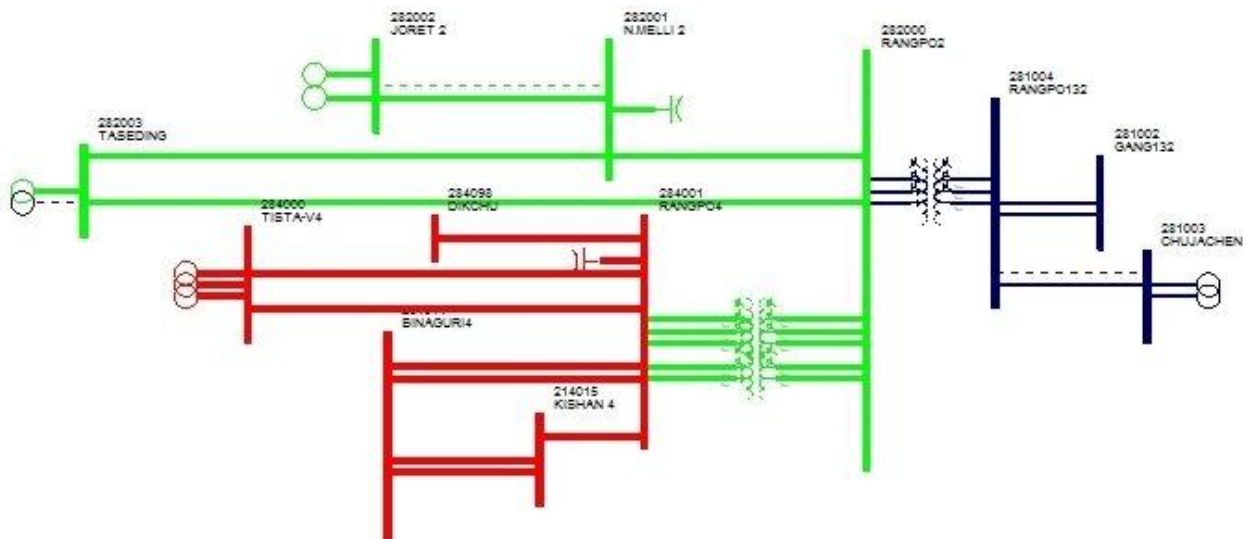 282002
JORET 2
282001
N.MELLI 2
282000
RANGPO2
281004
RANGPO132
281002
GANG132
282003
TASEDING
284000
TISTA-V4
284098
DIKCHU
284001
RANGPO4
281003
CHUJACHEN
BINAGURI4
214015
KISHAN 4